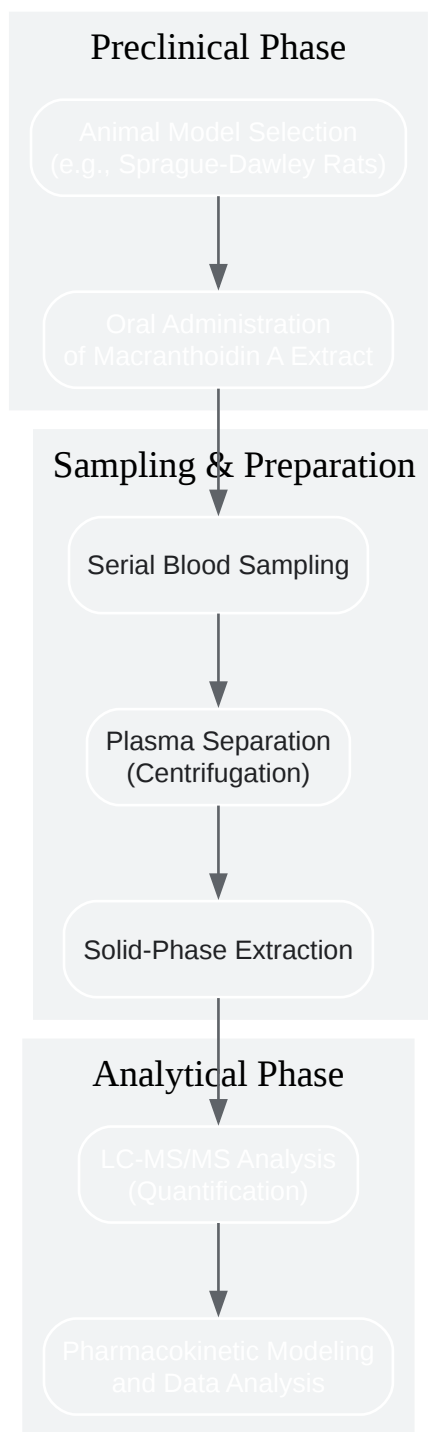 Preclinical Phase
Animal Model Selection
(e.g., Sprague-Dawley Rats)
Oral Administration
of Macranthoidin A Extract
Sampling & Preparation
Serial Blood Sampling
Plasma Separation
(Centrifugation)
Solid-Phase Extraction
Analytical Phase
LC-MS/MS Analysis
(Quantification)
Pharmacokinetic Modeling
and Data Analysis